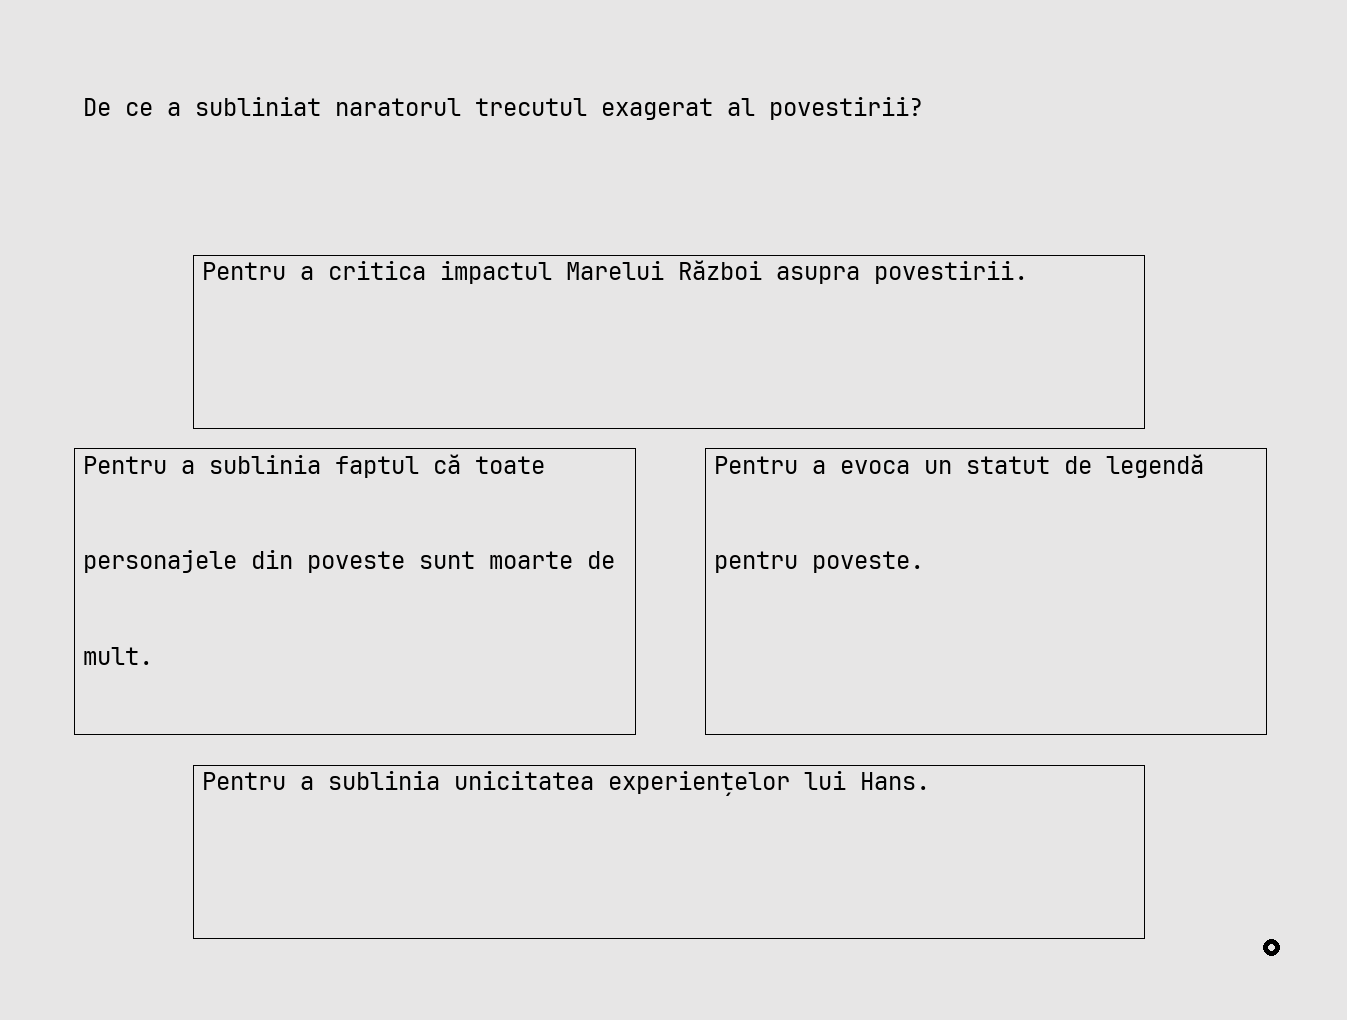 De ce a subliniat naratorul trecutul exagerat al povestirii?
Pentru a critica impactul Marelui Război asupra povestirii.
Pentru a sublinia faptul că toate
personajele din poveste sunt moarte de
mult.
Pentru a evoca un statut de legendă
pentru poveste.
Pentru a sublinia unicitatea experiențelor lui Hans.